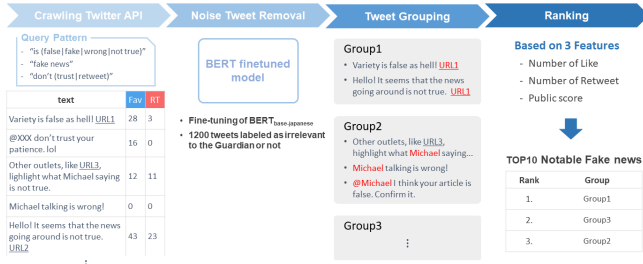 Crawling Twitter API
Noise Tweet Removal
Tweet Grouping
Ranking
Query Pattern
- "is (false|fake|wrong|not true)"
- "fake news"
- "don't (trust|retweet)"
text Fav RT
Variety is false as hell! URL1 28 3
@XXX don't trust your
patience. lol 16 0
Other outlets, like URL3,
lighlight what Michael saying
is not true. 12 11
Michael talking is wrong! 0 0
Hello! It seems that the news
going around is not true.
URL2 43 23
⋮
BERT finetuned
model
• Fine-tuning of BERTbase-japanese
• 1200 tweets labeled as irrelevant
to the Guardian or not
Group1
• Variety is false as hell! URL1
• Hello! It seems that the news
going around is not true. URL1
Group2
• Other outlets, like URL3,
highlight what Michael saying...
• Michael talking is wrong!
• @Michael I think your article is
false. Confirm it.
Group3
⋮
Based on 3 Features
- Number of Like
- Number of Retweet
- Public score
TOP10 Notable Fake news
Rank Group
1. Group1
2. Group3
3. Group2